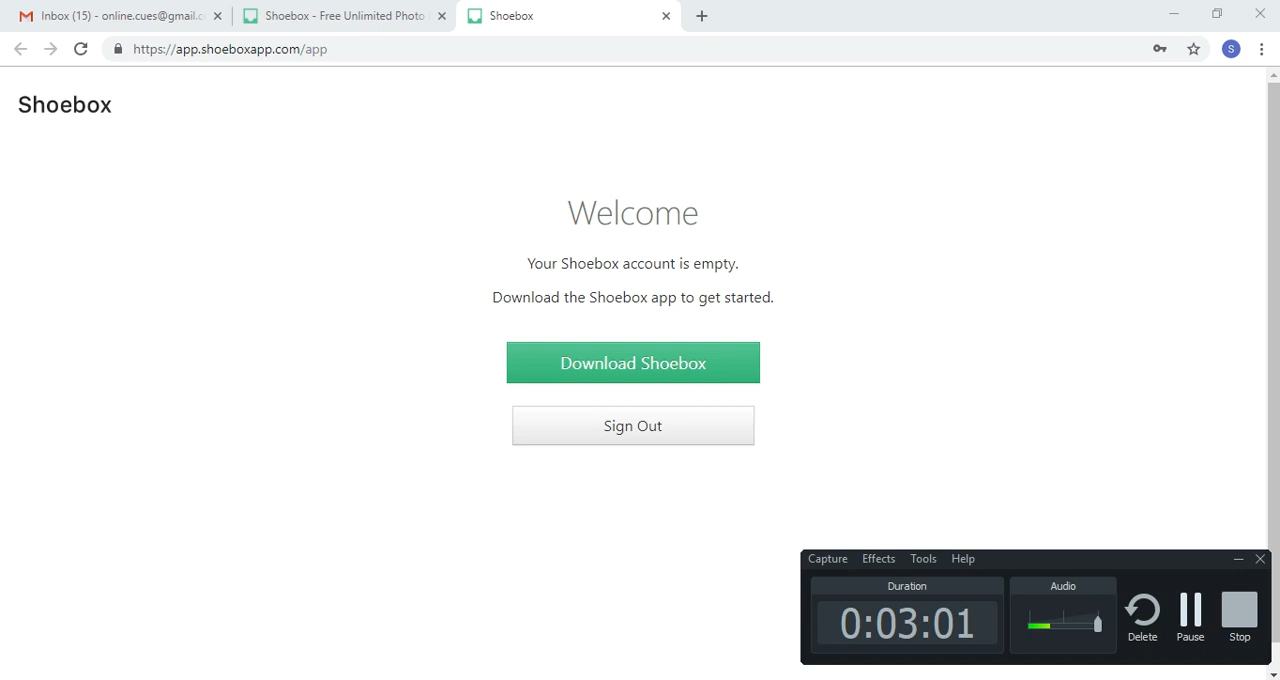 Inbox (15) - online.cues@gmail.c
Shoebox - Free Unlimited Photo
Shoebox
https://app.shoeboxapp.com/app
S
Shoebox
Welcome
Your Shoebox account is empty.
Download the Shoebox app to get started.
Download Shoebox
Sign Out
Capture Effects Tools Help
Duration Audio
0:03:01
Delete Pause Stop